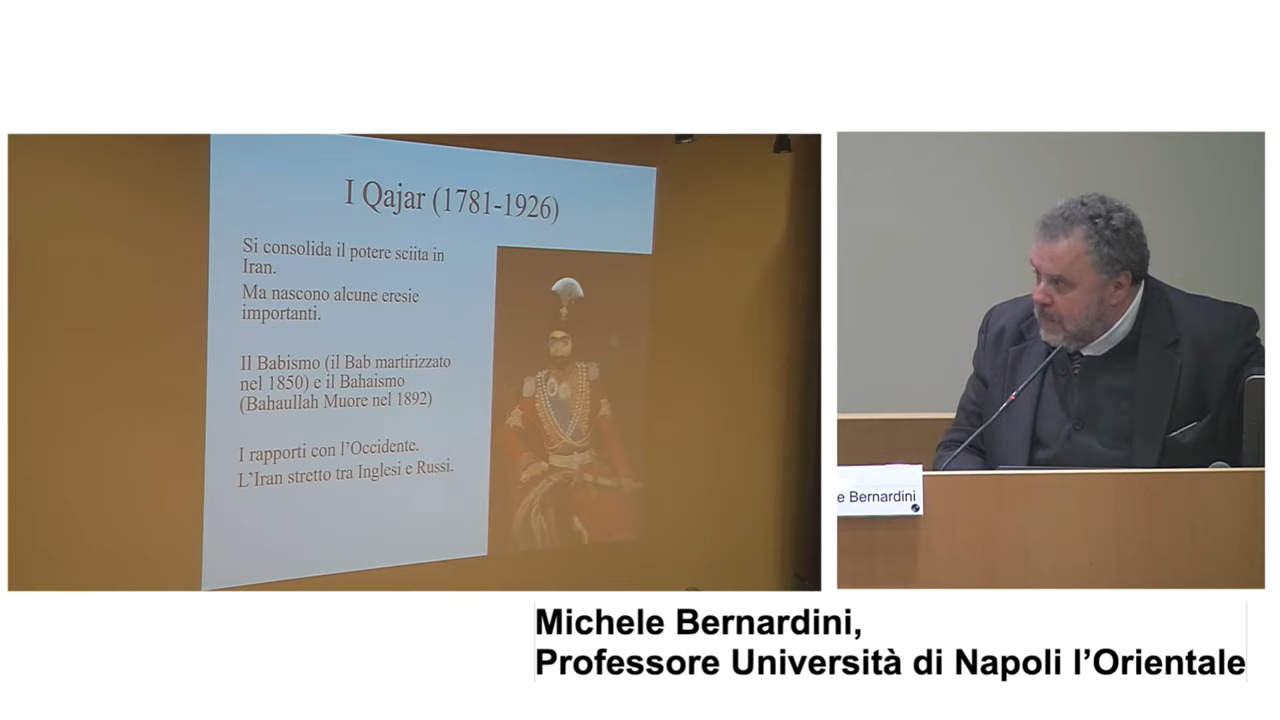 I Qajar (1781-1926)
Si consolida il potere sciita in
Iran.
Ma nascono alcune eresie
importanti.
Il Babismo (il Bab martirizzato
nel 1850) e il Bahaismo
(Bahaullah Muore nel 1892)
I rapporti con l’Occidente.
L’Iran stretto tra Inglesi e Russi.
e Bernardini
Michele Bernardini,
Professore Università di Napoli l’Orientale